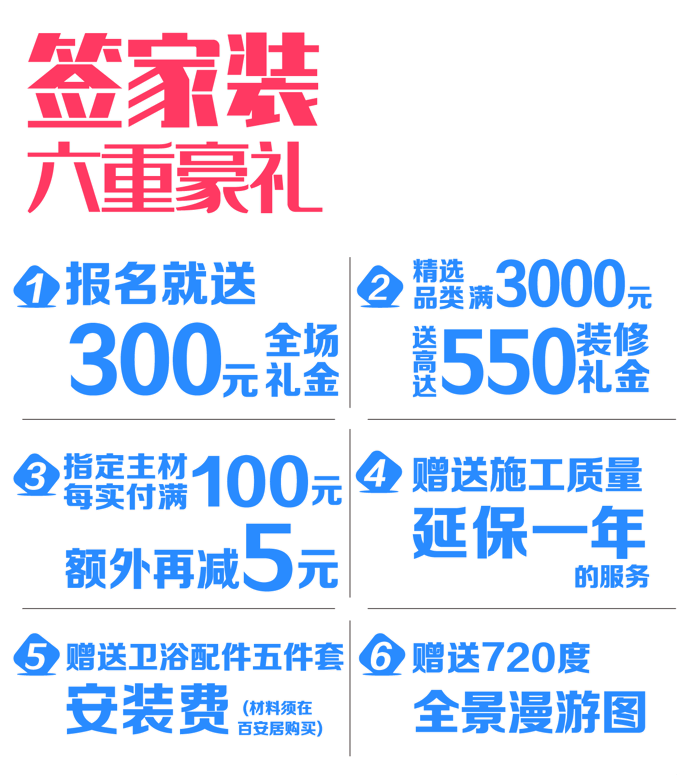 签家装
六重豪礼
1 报名就送
300元 全场礼金
2 精选品类 满3000元
送高达550 装修礼金
3 指定主材每实付满100元
额外再减5元
4 赠送施工质量
延保一年
的服务
5 赠送卫浴配件五件套
安装费 (材料须在百安居购买)
6 赠送720度
全景漫游图